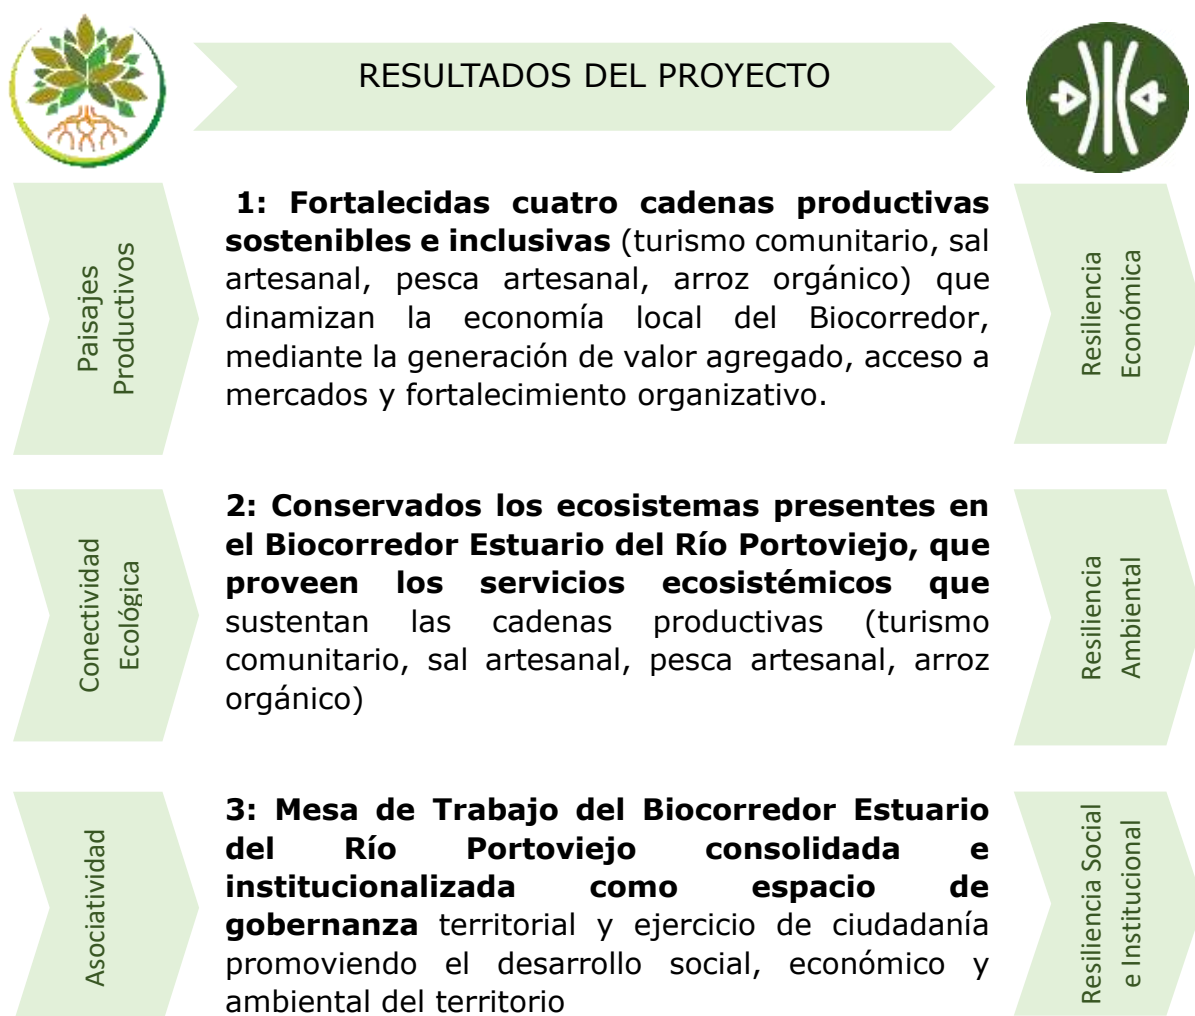 RESULTADOS DEL PROYECTO
Paisajes
Productivos
1: Fortalecidas cuatro cadenas productivas
sostenibles e inclusivas (turismo comunitario, sal
artesanal, pesca artesanal, arroz orgánico) que
dinamizan la economía local del Biocorredor,
mediante la generación de valor agregado, acceso a
mercados y fortalecimiento organizativo.
Resiliencia
Económica
Conectividad
Ecológica
2: Conservados los ecosistemas presentes en
el Biocorredor Estuario del Río Portoviejo, que
proveen los servicios ecosistémicos que
sustentan las cadenas productivas (turismo
comunitario, sal artesanal, pesca artesanal, arroz
orgánico)
Resiliencia
Ambiental
Asociatividad
3: Mesa de Trabajo del Biocorredor Estuario
del Río Portoviejo consolidada e
institucionalizada como espacio de
gobernanza territorial y ejercicio de ciudadanía
promoviendo el desarrollo social, económico y
ambiental del territorio
Resiliencia Social
e Institucional